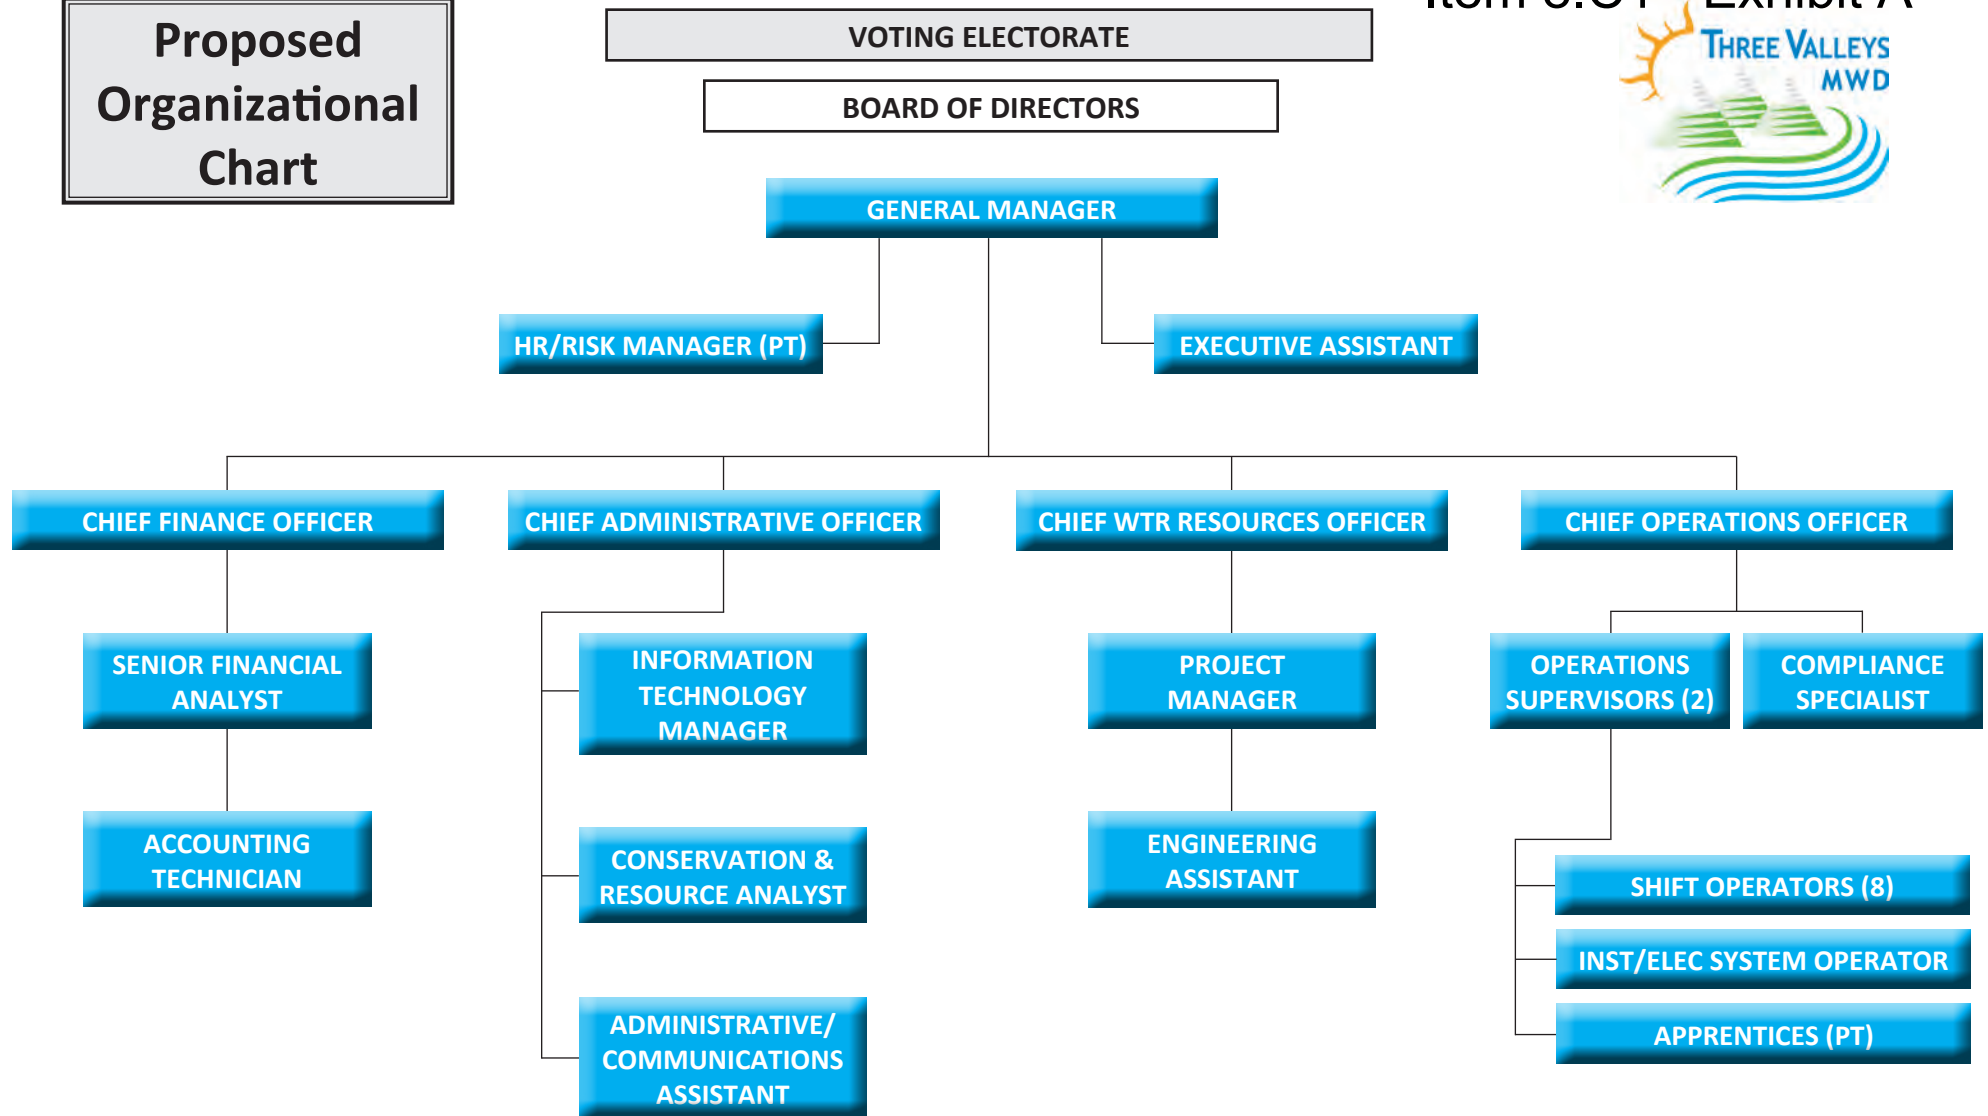 Proposed
Organizational
Chart
VOTING ELECTORATE
BOARD OF DIRECTORS
Exhibit A
THREE VALLEYS
MWD
GENERAL MANAGER
HR/RISK MANAGER (PT)
EXECUTIVE ASSISTANT
CHIEF FINANCE OFFICER
CHIEF ADMINISTRATIVE OFFICER
CHIEF WTR RESOURCES OFFICER
CHIEF OPERATIONS OFFICER
SENIOR FINANCIAL
ANALYST
INFORMATION
TECHNOLOGY
MANAGER
PROJECT
MANAGER
OPERATIONS
SUPERVISORS (2)
COMPLIANCE
SPECIALIST
ACCOUNTING
TECHNICIAN
CONSERVATION &
RESOURCE ANALYST
ENGINEERING
ASSISTANT
SHIFT OPERATORS (8)
INST/ELEC SYSTEM OPERATOR
APPRENTICES (PT)
ADMINISTRATIVE/
COMMUNICATIONS
ASSISTANT